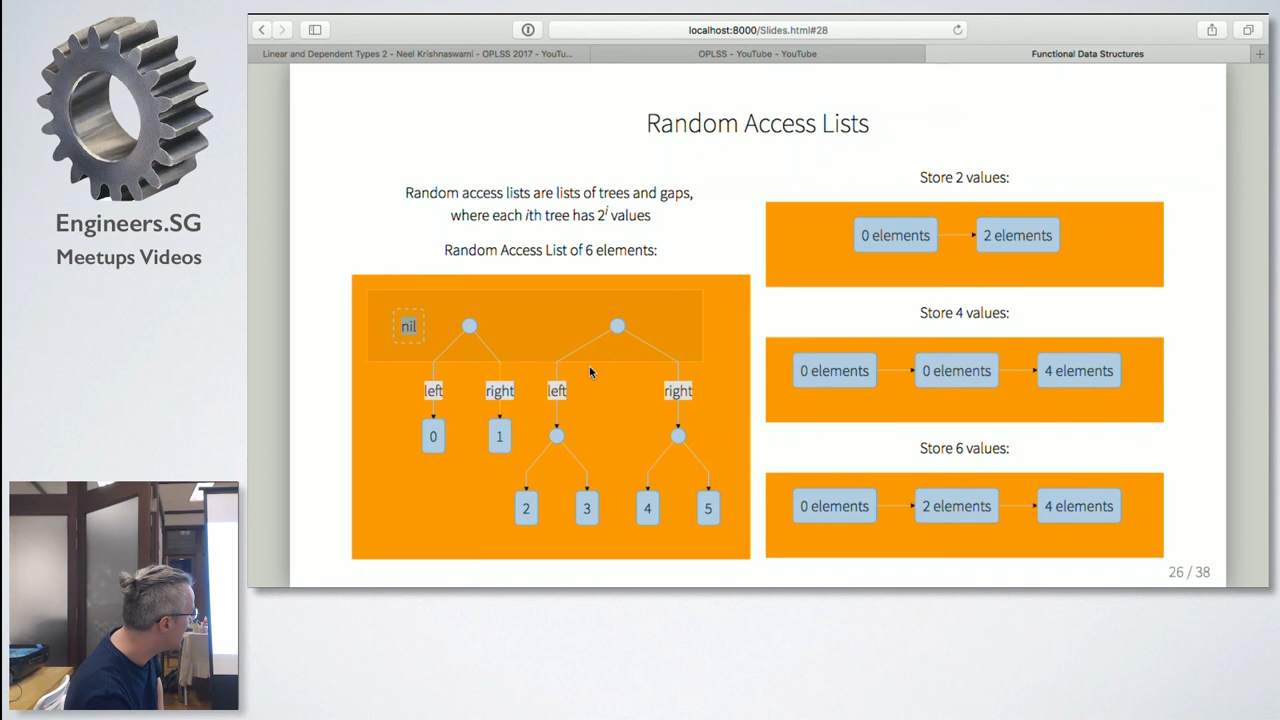 localhost:8000/Slides.html#28
Linear and Dependent Types 2 - Neel Krishnaswami - OPLSS 2017 - YouTu...
OPLSS - YouTube - YouTube
Functional Data Structures
Engineers.SG
Meetups Videos
Random Access Lists
Random access lists are lists of trees and gaps,
where each ith tree has 2^i values
Random Access List of 6 elements:
nil
left
right
left
right
0
1
2
3
4
5
Store 2 values:
0 elements
2 elements
Store 4 values:
0 elements
0 elements
4 elements
Store 6 values:
0 elements
2 elements
4 elements
26 / 38